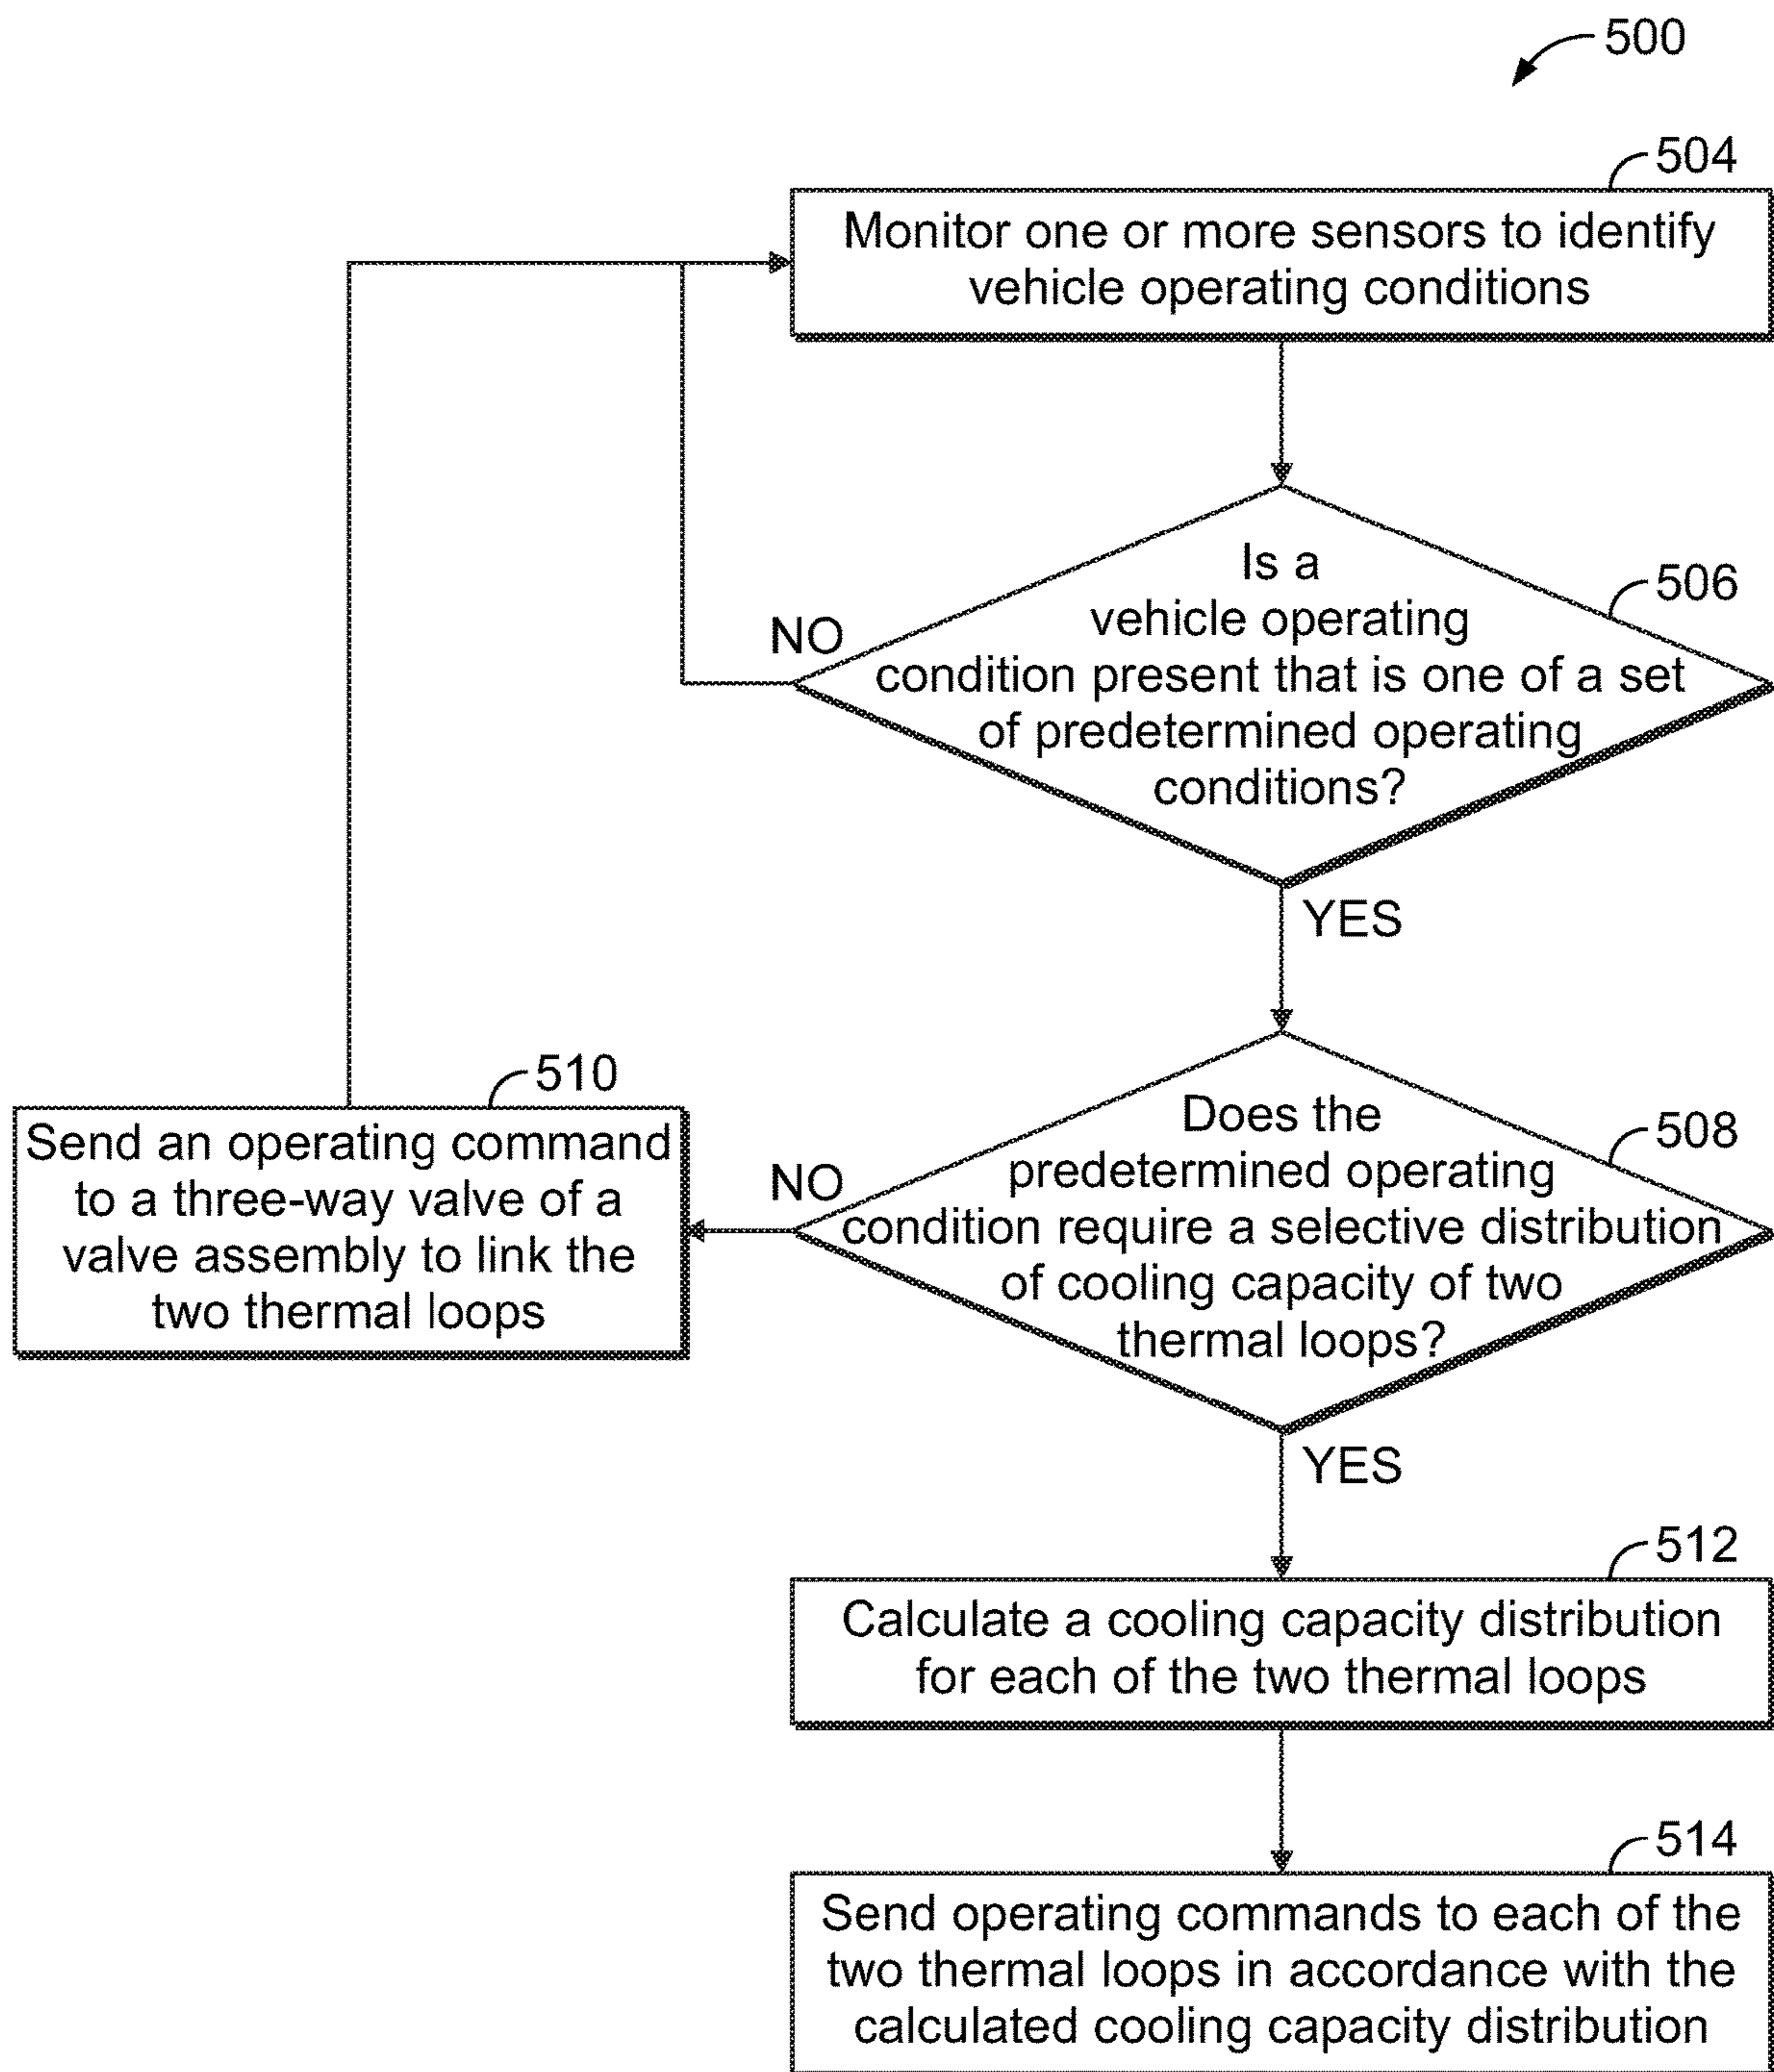 500
504
Monitor one or more sensors to identify
vehicle operating conditions
506
Is a
vehicle operating
condition present that is one of a set
of predetermined operating
conditions?
NO
YES
508
Does the
predetermined operating
condition require a selective distribution
of cooling capacity of two
thermal loops?
NO
510
Send an operating command
to a three-way valve of a
valve assembly to link the
two thermal loops
YES
512
Calculate a cooling capacity distribution
for each of the two thermal loops
514
Send operating commands to each of the
two thermal loops in accordance with the
calculated cooling capacity distribution